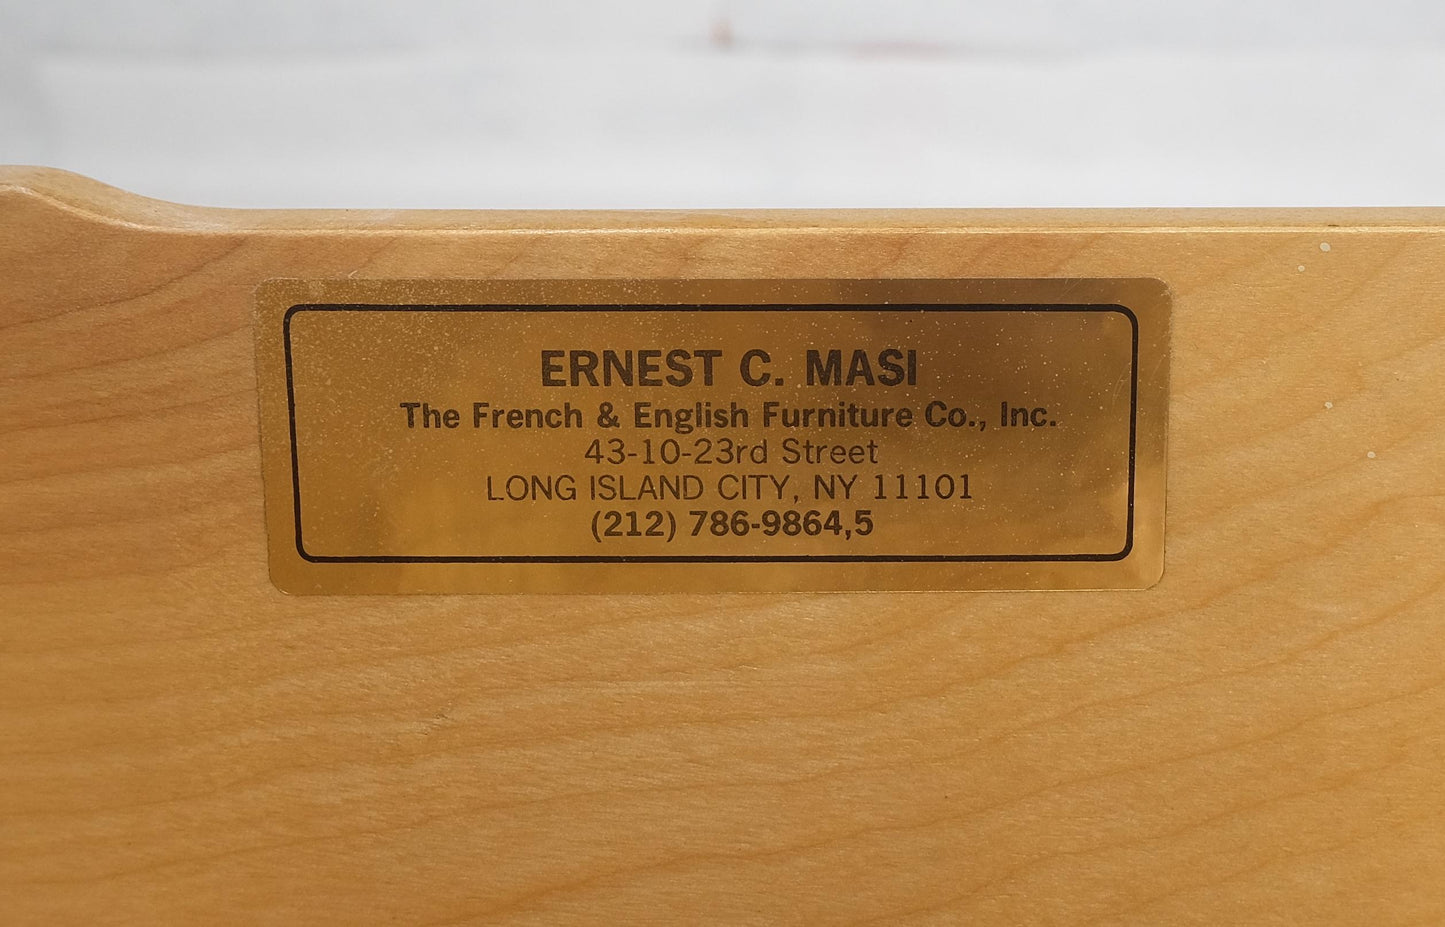 ERNEST C. MASI
The French & English Furniture Co., Inc.
43-10-23rd Street
LONG ISLAND CITY, NY 11101
(212) 786-9864,5